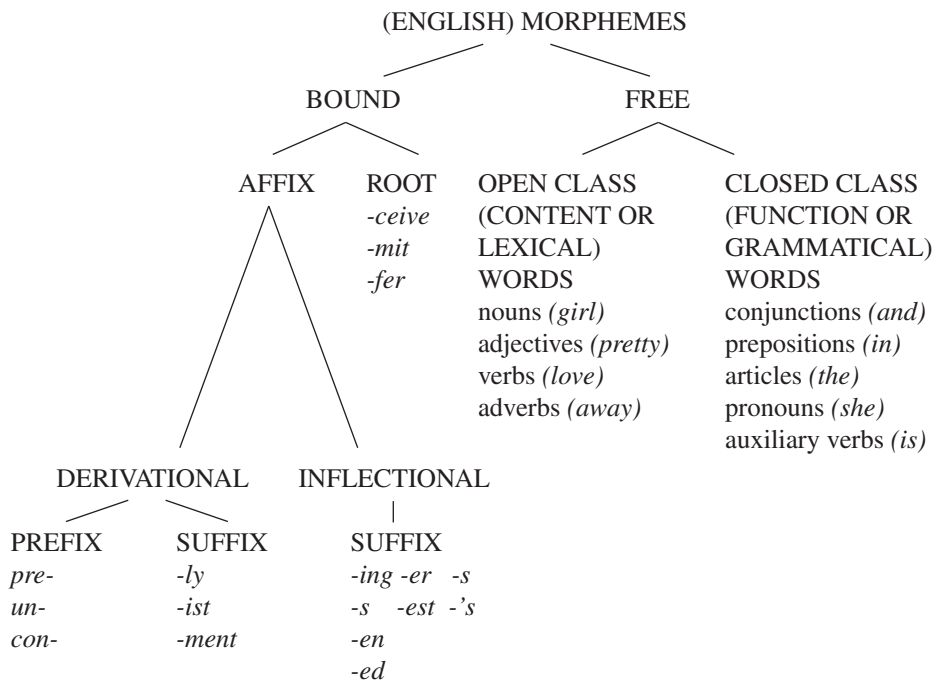 (ENGLISH) MORPHEMES
BOUND
FREE
AFFIX
ROOT
-ceive
-mit
-fer
OPEN CLASS
(CONTENT OR
LEXICAL)
WORDS
nouns (girl)
adjectives (pretty)
verbs (love)
adverbs (away)
CLOSED CLASS
(FUNCTION OR
GRAMMATICAL)
WORDS
conjunctions (and)
prepositions (in)
articles (the)
pronouns (she)
auxiliary verbs (is)
DERIVATIONAL
INFLECTIONAL
PREFIX
pre-
un-
con-
SUFFIX
-ly
-ist
-ment
SUFFIX
-ing -er -s
-s -est -'s
-en
-ed